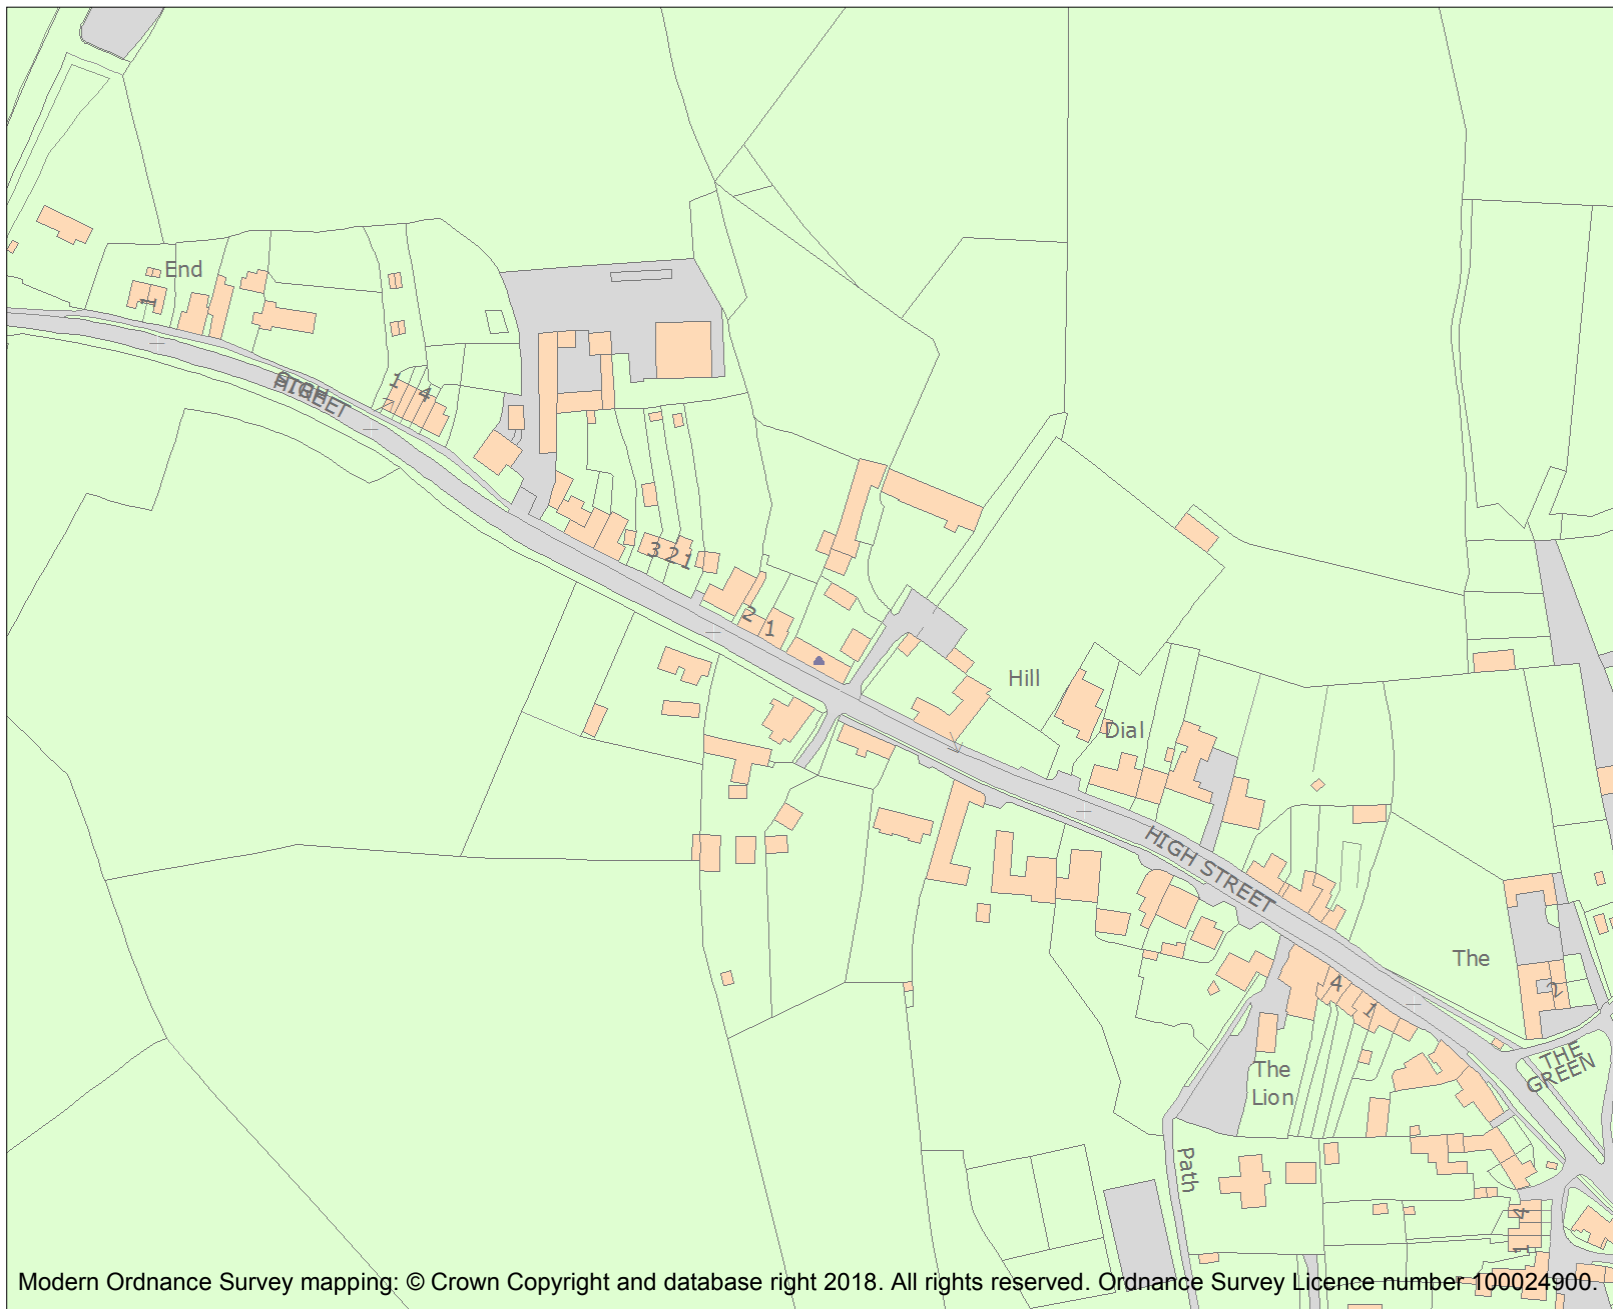 End
1
HIGH
STREET
1
4
3 2 1
2
1
Hill
Dial
HIGH STREET
The
2
4
1
THE
GREEN
The
Lion
Path
4
1
Modern Ordnance Survey mapping: © Crown Copyright and database right 2018. All rights reserved. Ordnance Survey Licence number 100024900.